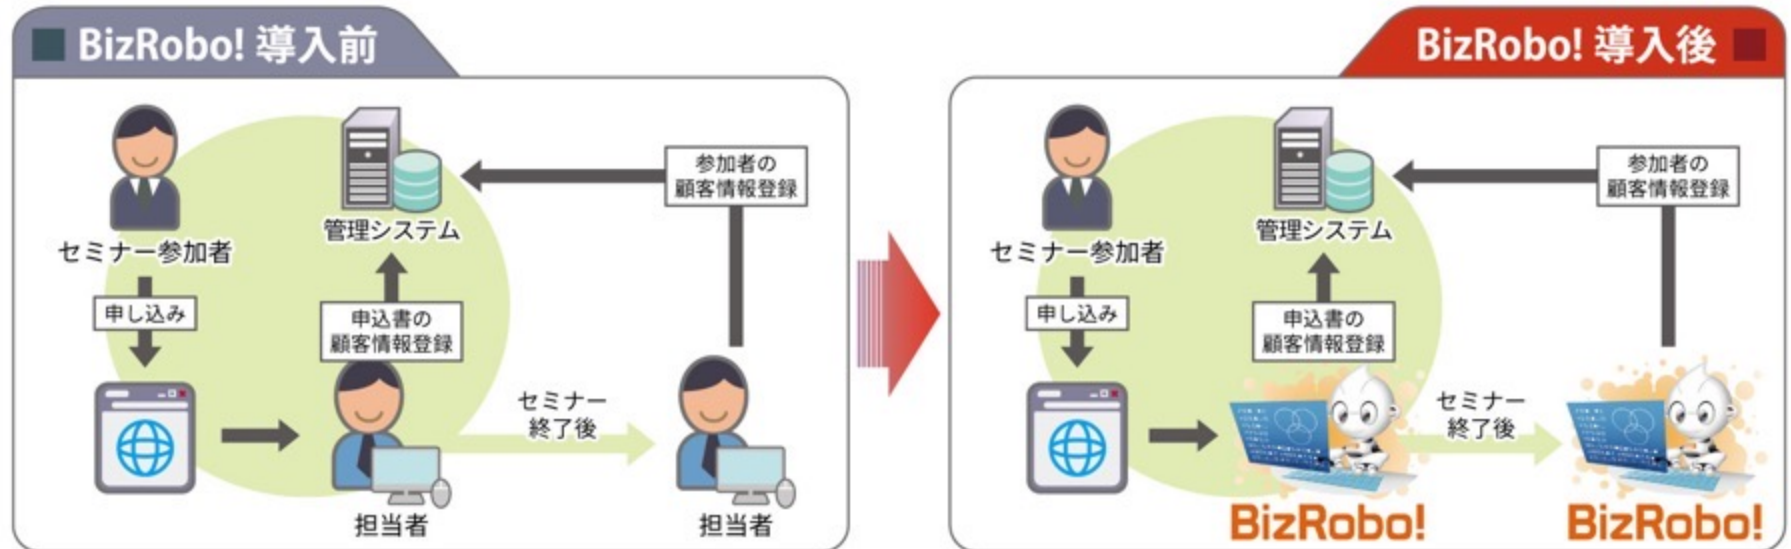 BizRobo! 導入前
セミナー参加者
申し込み
管理システム
申込書の
顧客情報登録
参加者の
顧客情報登録
セミナー
終了後
担当者
担当者
BizRobo! 導入後
セミナー参加者
申し込み
管理システム
申込書の
顧客情報登録
参加者の
顧客情報登録
セミナー
終了後
BizRobo!
BizRobo!